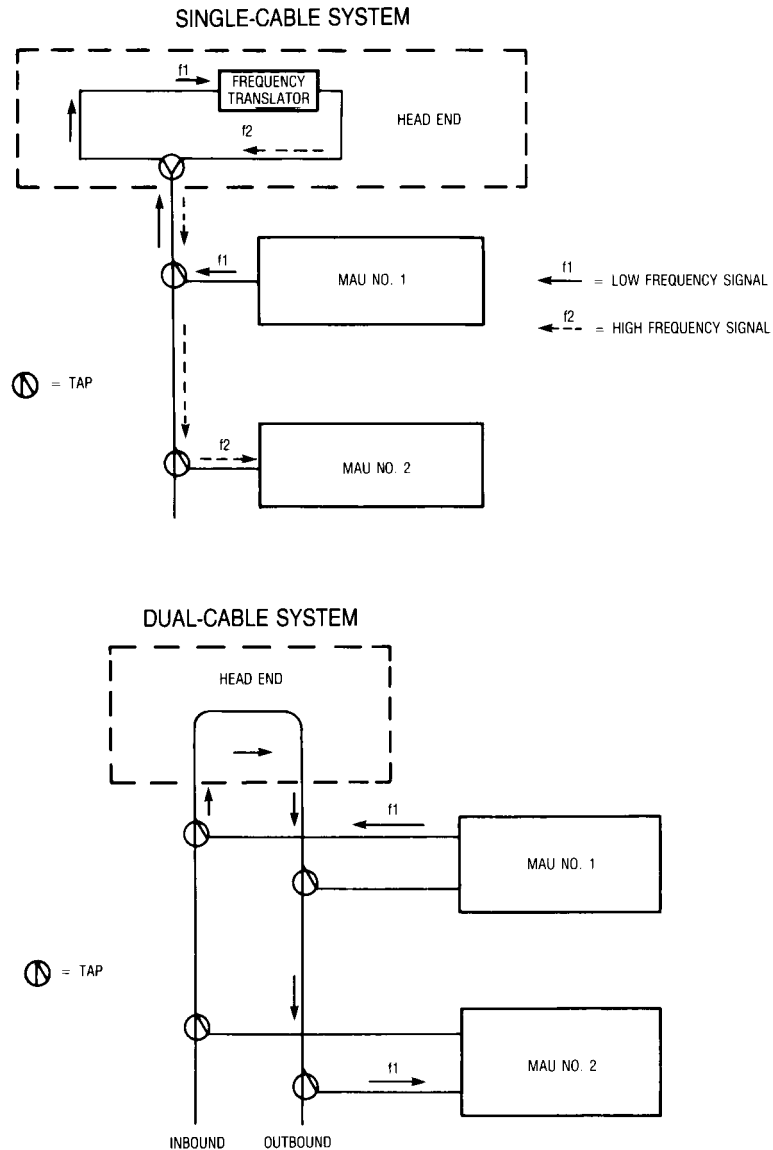 SINGLE-CABLE SYSTEM
f1
FREQUENCY
TRANSLATOR
HEAD END
f2
f1
MAU NO. 1
f1
= LOW FREQUENCY SIGNAL
f2
= HIGH FREQUENCY SIGNAL
= TAP
f2
MAU NO. 2
DUAL-CABLE SYSTEM
HEAD END
f1
MAU NO. 1
= TAP
f1
MAU NO. 2
INBOUND
OUTBOUND